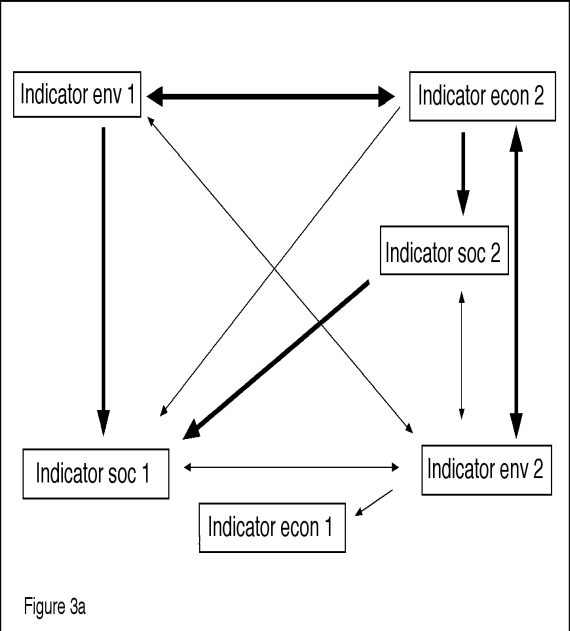 Indicator env 1
Indicator econ 2
Indicator soc 2
Indicator soc 1
Indicator env 2
Indicator econ 1
Figure 3a